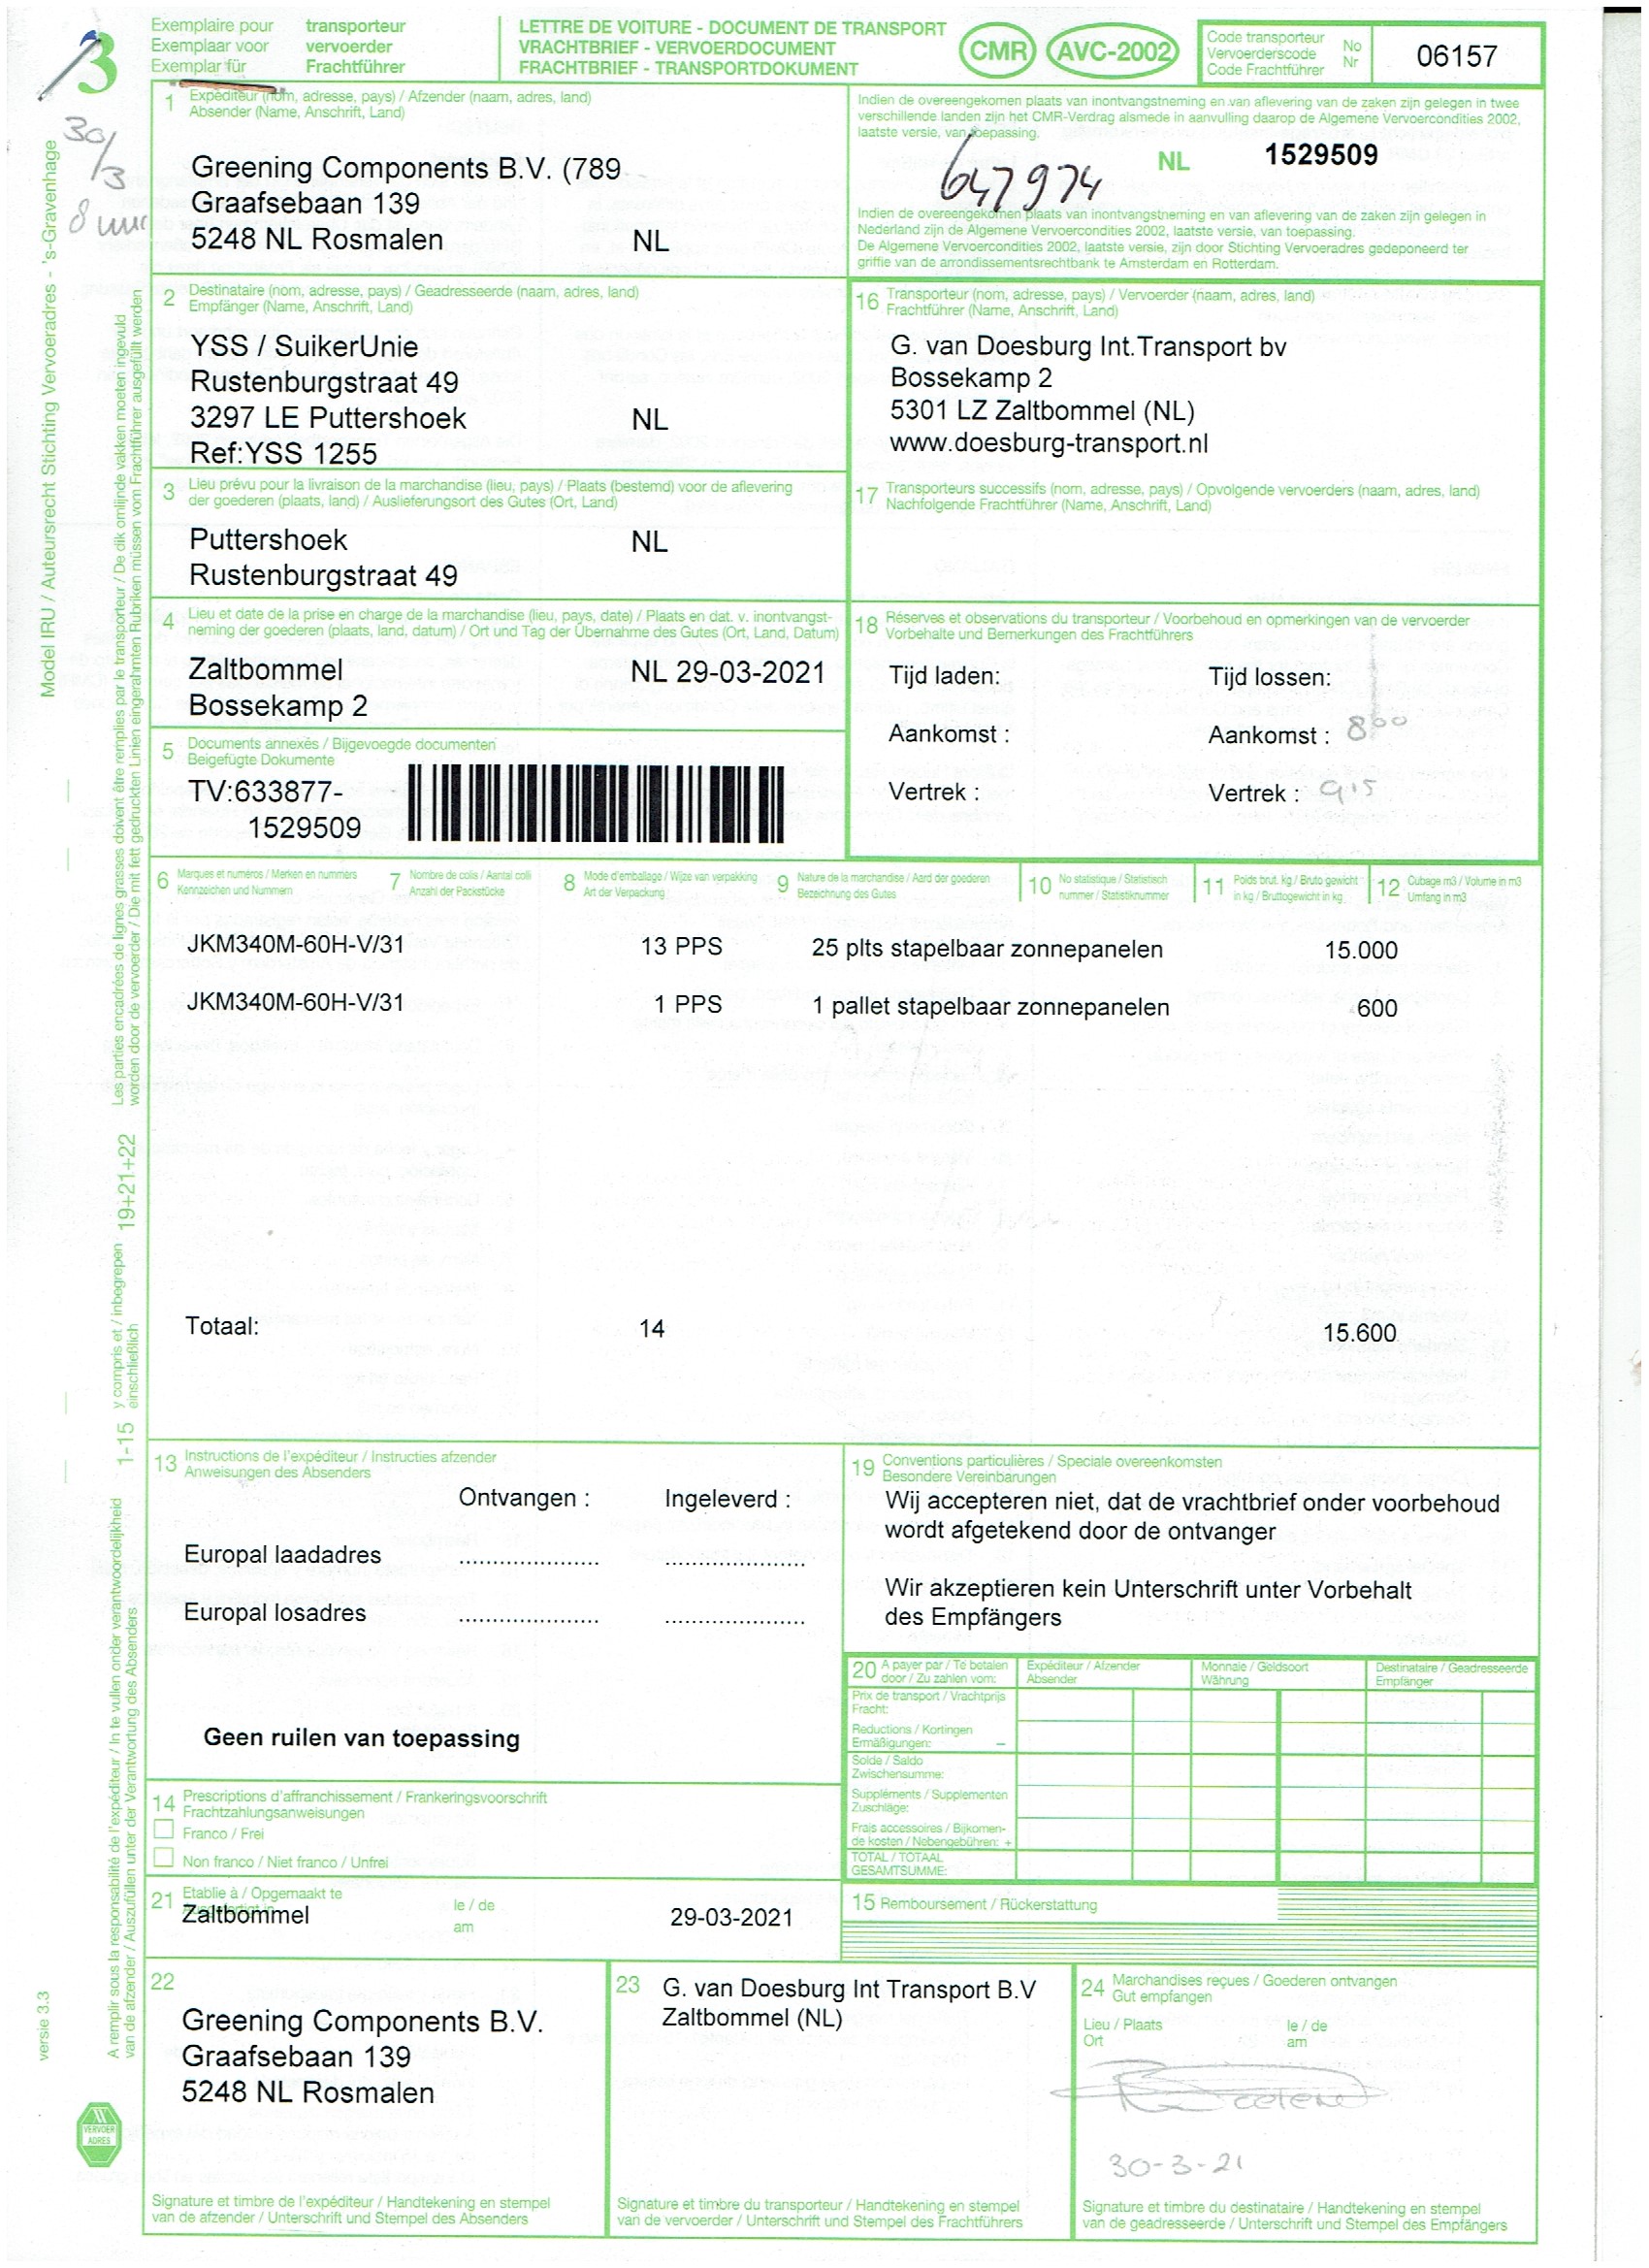 3
Exemplaire pour transporteur
Exemplaar voor vervoerder
Exemplar für Frachtführer
LETTRE DE VOITURE - DOCUMENT DE TRANSPORT
VRACHTBRIEF - VERVOERDOCUMENT
FRACHTBRIEF - TRANSPORTDOKUMENT
CMR AVC-2002
Code transporteur No
Vervoerderscode Nr
Code Frachtführer
06157
30/3
8 uur
1 Expéditeur (nom, adresse, pays) / Afzender (naam, adres, land)
Absender (Name, Anschrift, Land)
Greening Components B.V. (789
Graafsebaan 139
5248 NL Rosmalen NL
Indien de overeengekomen plaats van inontvangstneming en van aflevering van de zaken zijn gelegen in twee
verschillende landen zijn het CMR-Verdrag alsmede in aanvulling daarop de Algemene Vervoercondities 2002,
laatste versie, van toepassing.
647974
NL 1529509
Indien de overeengekomen plaats van inontvangstneming en van aflevering van de zaken zijn gelegen in
Nederland zijn de Algemene Vervoercondities 2002, laatste versie, van toepassing.
De Algemene Vervoercondities 2002, laatste versie, zijn door Stichting Vervoeradres gedeponeerd ter
griffie van de arrondissementsrechtbank te Amsterdam en Rotterdam.
2 Destinataire (nom, adresse, pays) / Geadresseerde (naam, adres, land)
Empfänger (Name, Anschrift, Land)
YSS / SuikerUnie
Rustenburgstraat 49
3297 LE Puttershoek NL
Ref:YSS 1255
16 Transporteur (nom, adresse, pays) / Vervoerder (naam, adres, land)
Frachtführer (Name, Anschrift, Land)
G. van Doesburg Int.Transport bv
Bossekamp 2
5301 LZ Zaltbommel (NL)
www.doesburg-transport.nl
3 Lieu prévu pour la livraison de la marchandise (lieu, pays) / Plaats (bestemd) voor de aflevering
der goederen (plaats, land) / Auslieferungsort des Gutes (Ort, Land)
Puttershoek NL
Rustenburgstraat 49
17 Transporteurs successifs (nom, adresse, pays) / Opvolgende vervoerders (naam, adres, land)
Nachfolgende Frachtführer (Name, Anschrift, Land)
4 Lieu et date de la prise en charge de la marchandise (lieu, pays, date) / Plaats en dat. v. inontvangst-
neming der goederen (plaats, land, datum) / Ort und Tag der Übernahme des Gutes (Ort, Land, Datum)
Zaltbommel NL 29-03-2021
Bossekamp 2
18 Réserves et observations du transporteur / Voorbehoud en opmerkingen van de vervoerder
Vorbehalte und Bemerkungen des Frachtführers
Tijd laden: Tijd lossen:
Aankomst : Aankomst : 800
Vertrek : Vertrek : 915
5 Documents annexés / Bijgevoegde documenten
Beigefügte Dokumente
TV:633877-
1529509
6 Marques et numéros / Merken en nummers
Kennzeichen und Nummern
7 Nombre de colis / Aantal colli
Anzahl der Packstücke
8 Mode d'emballage / Wijze van verpakking
Art der Verpackung
9 Nature de la marchandise / Aard der goederen
Bezeichnung des Gutes
10 No statistique / Statistisch
nummer / Statistiknummer
11 Poids brut. kg / Bruto gewicht
in kg / Bruttogewicht in kg.
12 Cubage m3 / Volume in m3
Umfang in m3
JKM340M-60H-V/31 13 PPS 25 plts stapelbaar zonnepanelen 15.000
JKM340M-60H-V/31 1 PPS 1 pallet stapelbaar zonnepanelen 600
Totaal: 14 15.600
13 Instructions de l'expéditeur / Instructies afzender
Anweisungen des Absenders
Ontvangen : Ingeleverd :
Europal laadadres ..................... .....................
Europal losadres ..................... .....................
Geen ruilen van toepassing
19 Conventions particulières / Speciale overeenkomsten
Besondere Vereinbarungen
Wij accepteren niet, dat de vrachtbrief onder voorbehoud
wordt afgetekend door de ontvanger
Wir akzeptieren kein Unterschrift unter Vorbehalt
des Empfängers
20 A payer par / Te betalen
door / Zu zahlen vom:
Expéditeur / Afzender
Absender
Monnaie / Geldsoort
Währung
Destinataire / Geadresseerde
Empfänger
Prix de transport / Vrachtprijs
Fracht:
Reductions / Kortingen
Ermäßigungen: –
Solde / Saldo
Zwischensumme:
Suppléments / Supplementen
Zuschläge:
Frais accessoires / Bijkomen-
de kosten / Nebengebühren: +
TOTAL / TOTAAL
GESAMTSUMME:
14 Prescriptions d'affranchissement / Frankeringsvoorschrift
Frachtzahlungsanweisungen
Franco / Frei
Non franco / Niet franco / Unfrei
21 Etablie à / Opgemaakt te
Ausgefertigt in
Zaltbommel
le / de
am
29-03-2021
15 Remboursement / Rückerstattung
22
Greening Components B.V.
Graafsebaan 139
5248 NL Rosmalen
Signature et timbre de l'expéditeur / Handtekening en stempel
van de afzender / Unterschrift und Stempel des Absenders
23 G. van Doesburg Int Transport B.V
Zaltbommel (NL)
Signature et timbre du transporteur / Handtekening en stempel
van de vervoerder / Unterschrift und Stempel des Frachtführers
24 Marchandises reçues / Goederen ontvangen
Gut empfangen
Lieu / Plaats
Ort
le / de
am
30-3-21
Signature et timbre du destinataire / Handtekening en stempel
van de geadresseerde / Unterschrift und Stempel des Empfängers
Model IRU / Auteursrecht Stichting Vervoeradres - 's-Gravenhage
Les parties encadrées de lignes grasses doivent être remplies par le transporteur / De dik omlijnde vakken moeten ingevuld
worden door de vervoerder / Die mit fett gedruckten Linien eingerahmten Rubriken müssen vom Frachtführer ausgefüllt werden
19+21+22
y compris et / inbegrepen
einschließlich
1-15
A remplir sous la responsabilité de l'expéditeur / In te vullen onder verantwoordelijkheid
van de afzender / Auszufüllen unter der Verantwortung des Absenders
versie 3.3
VERVOER
ADRES